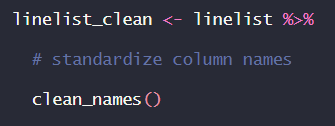 linelist_clean <- linelist %>%
# standardize column names
clean_names()